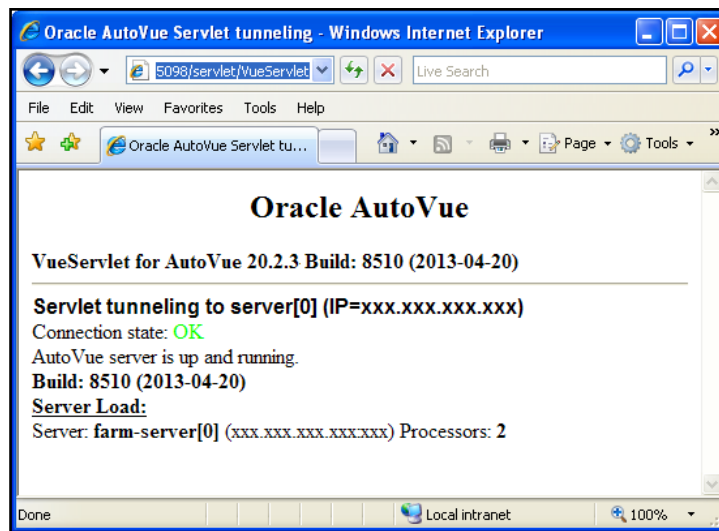 Oracle AutoVue Servlet tunneling - Windows Internet Explorer
5098/servlet/VueServlet
Live Search
File Edit View Favorites Tools Help
Oracle AutoVue Servlet tu... Page Tools »
Oracle AutoVue
VueServlet for AutoVue 20.2.3 Build: 8510 (2013-04-20)
Servlet tunneling to server[0] (IP=xxx.xxx.xxx.xxx)
Connection state: OK
AutoVue server is up and running.
Build: 8510 (2013-04-20)
Server Load:
Server: farm-server[0] (xxx.xxx.xxx.xxx:xxx) Processors: 2
Done Local intranet 100%